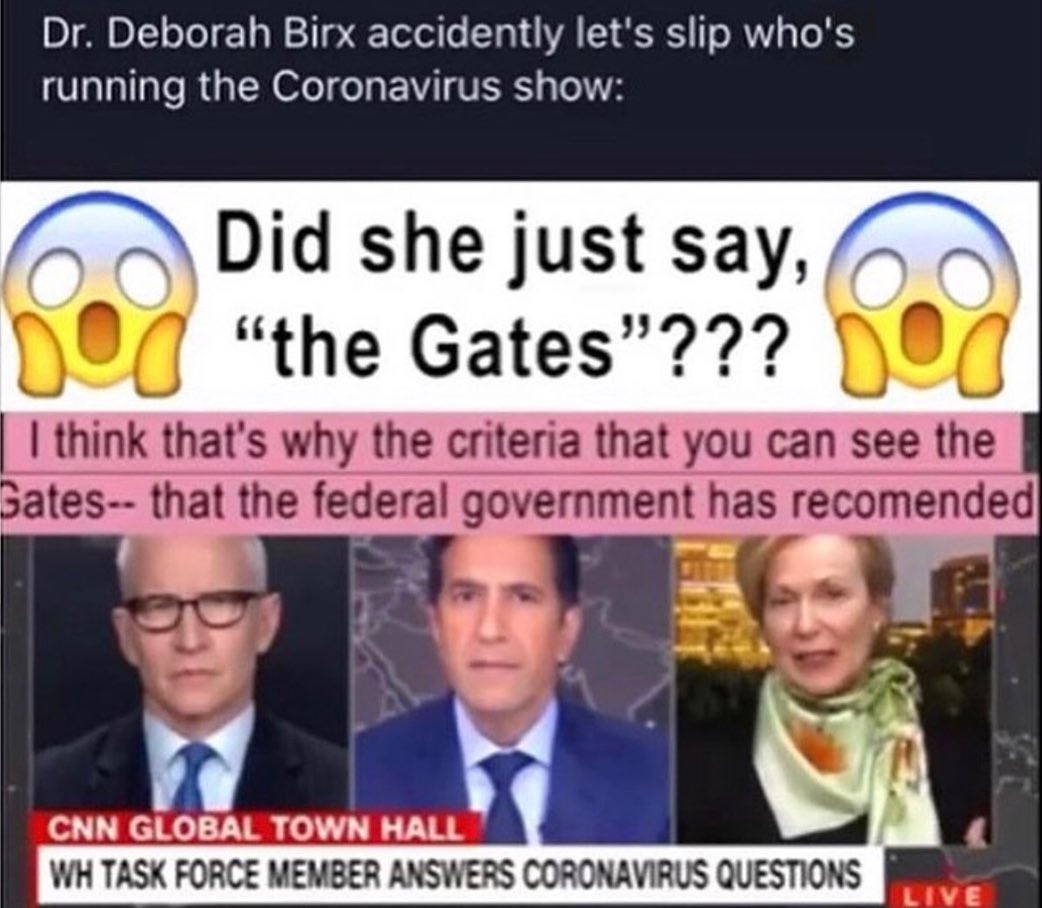 Dr. Deborah Birx accidently let's slip who's
running the Coronavirus show:
Did she just say,
“the Gates”???
I think that's why the criteria that you can see the
Gates-- that the federal government has recomended
CNN GLOBAL TOWN HALL
WH TASK FORCE MEMBER ANSWERS CORONAVIRUS QUESTIONS
LIVE